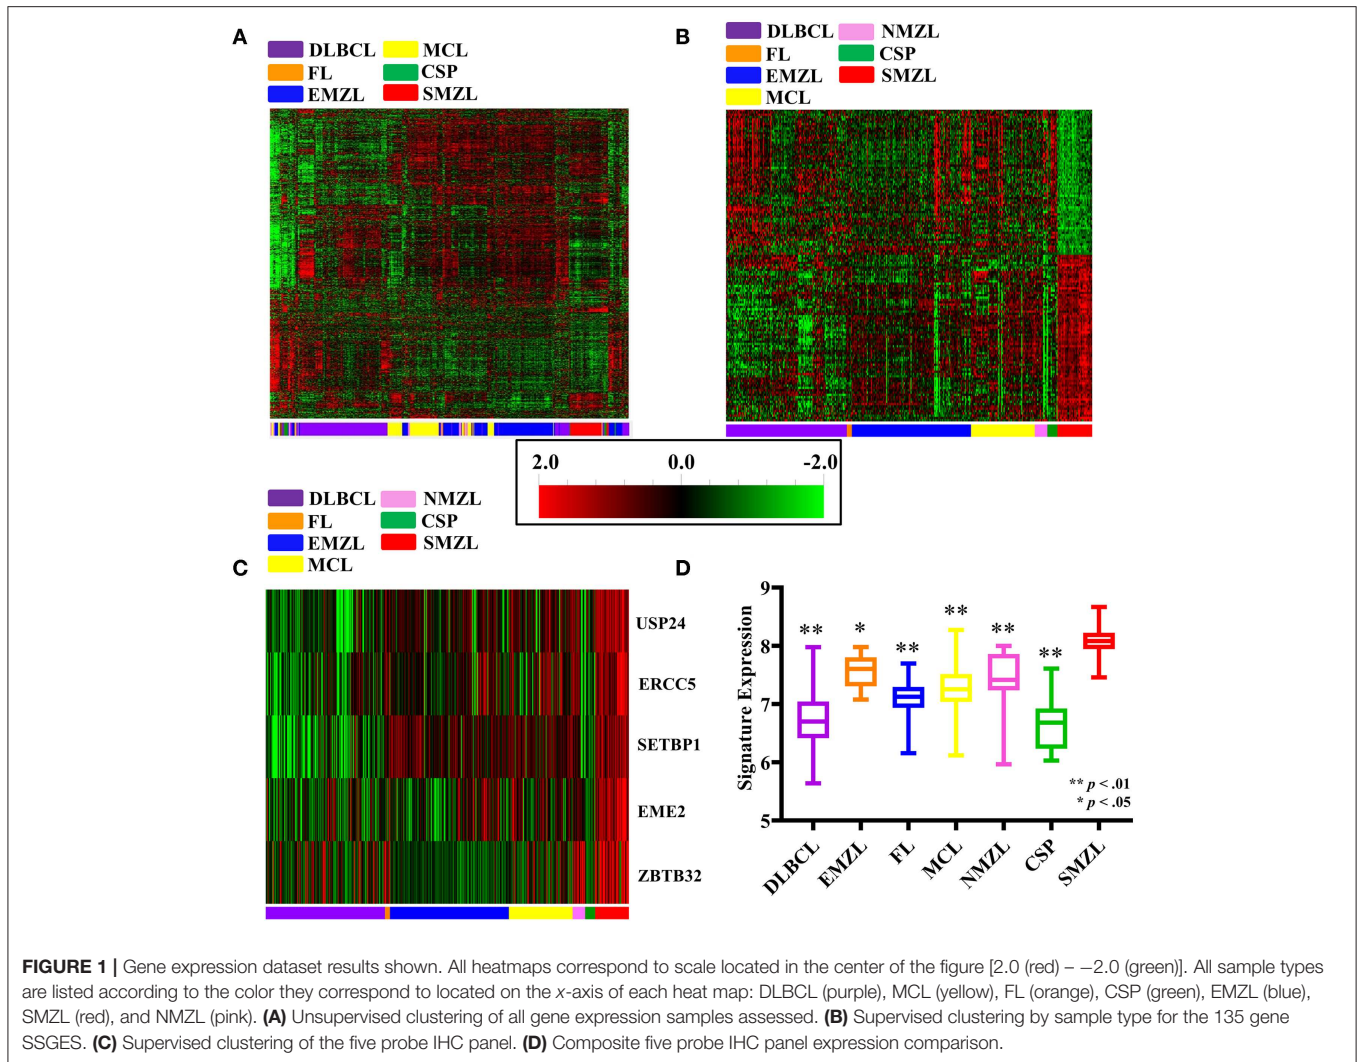 A
DLBCL MCL
FL CSP
EMZL SMZL
B
DLBCL NMZL
FL CSP
EMZL SMZL
MCL
2.0 0.0 -2.0
DLBCL NMZL
FL CSP
EMZL SMZL
MCL
C
USP24
ERCC5
SETBP1
EME2
ZBTB32
D
Signature Expression
9
8
7
6
5
** * ** ** ** **
** p < .01
* p < .05
DLBCL EMZL FL MCL NMZL CSP SMZL
FIGURE 1 | Gene expression dataset results shown. All heatmaps correspond to scale located in the center of the figure [2.0 (red) – −2.0 (green)]. All sample types
are listed according to the color they correspond to located on the x-axis of each heat map: DLBCL (purple), MCL (yellow), FL (orange), CSP (green), EMZL (blue),
SMZL (red), and NMZL (pink). (A) Unsupervised clustering of all gene expression samples assessed. (B) Supervised clustering by sample type for the 135 gene
SSGES. (C) Supervised clustering of the five probe IHC panel. (D) Composite five probe IHC panel expression comparison.